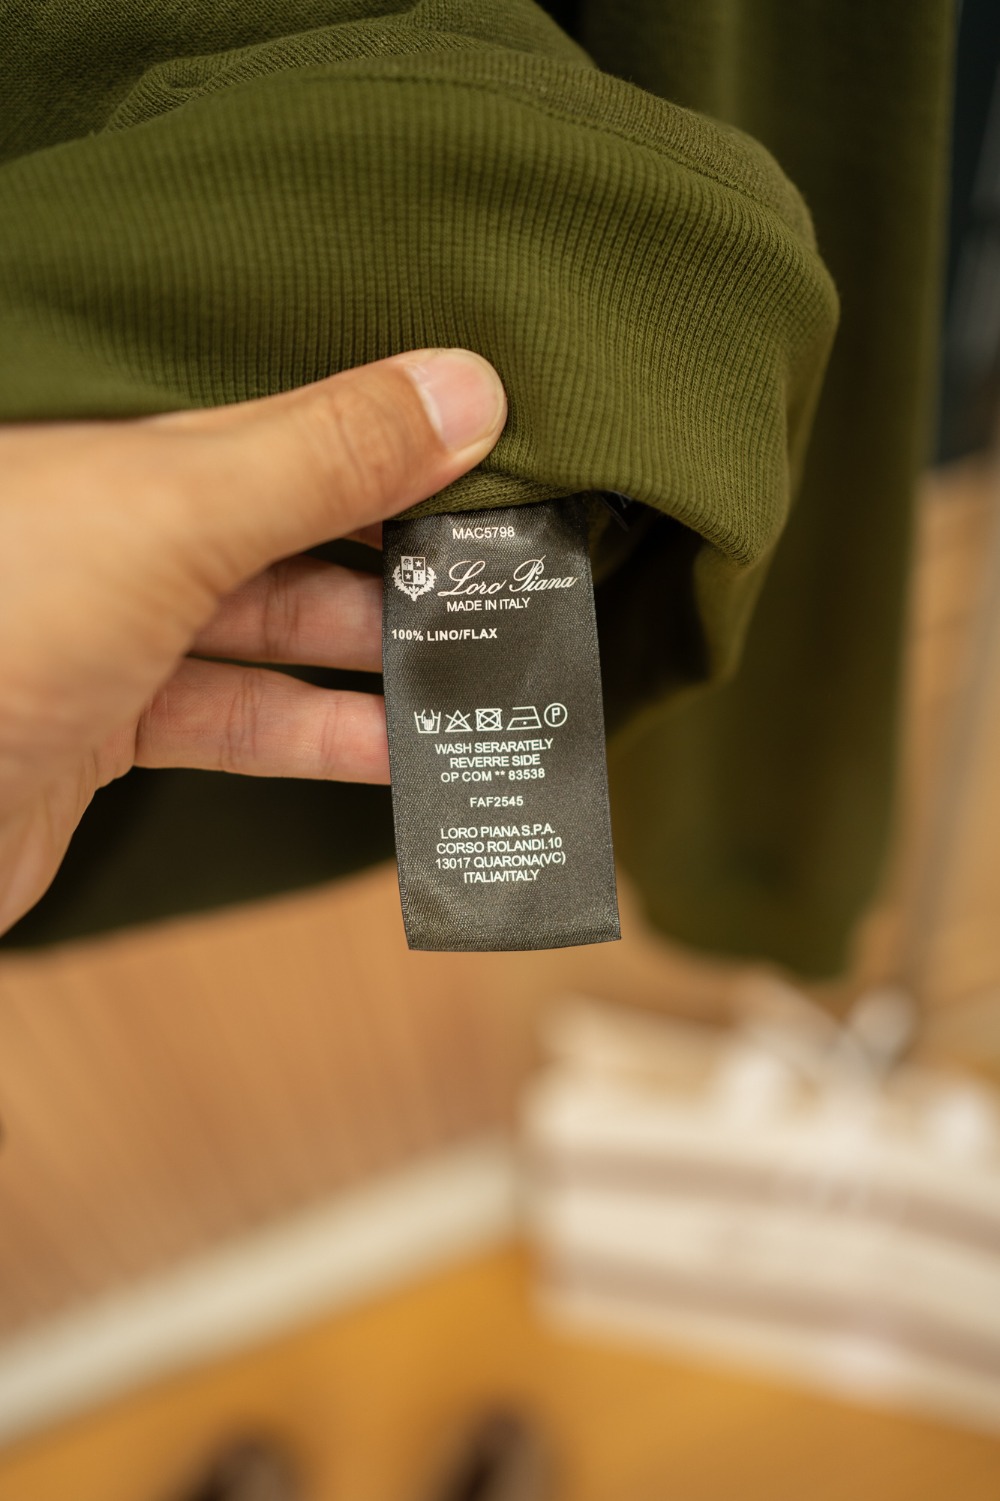 MAC5798
Loro Piana
MADE IN ITALY
100% LINO/FLAX
P
WASH SERARATELY
REVERRE SIDE
OP COM ** 83538
FAF2545
LORO PIANA S.P.A.
CORSO ROLANDI.10
13017 QUARONA(VC)
ITALIA/ITALY